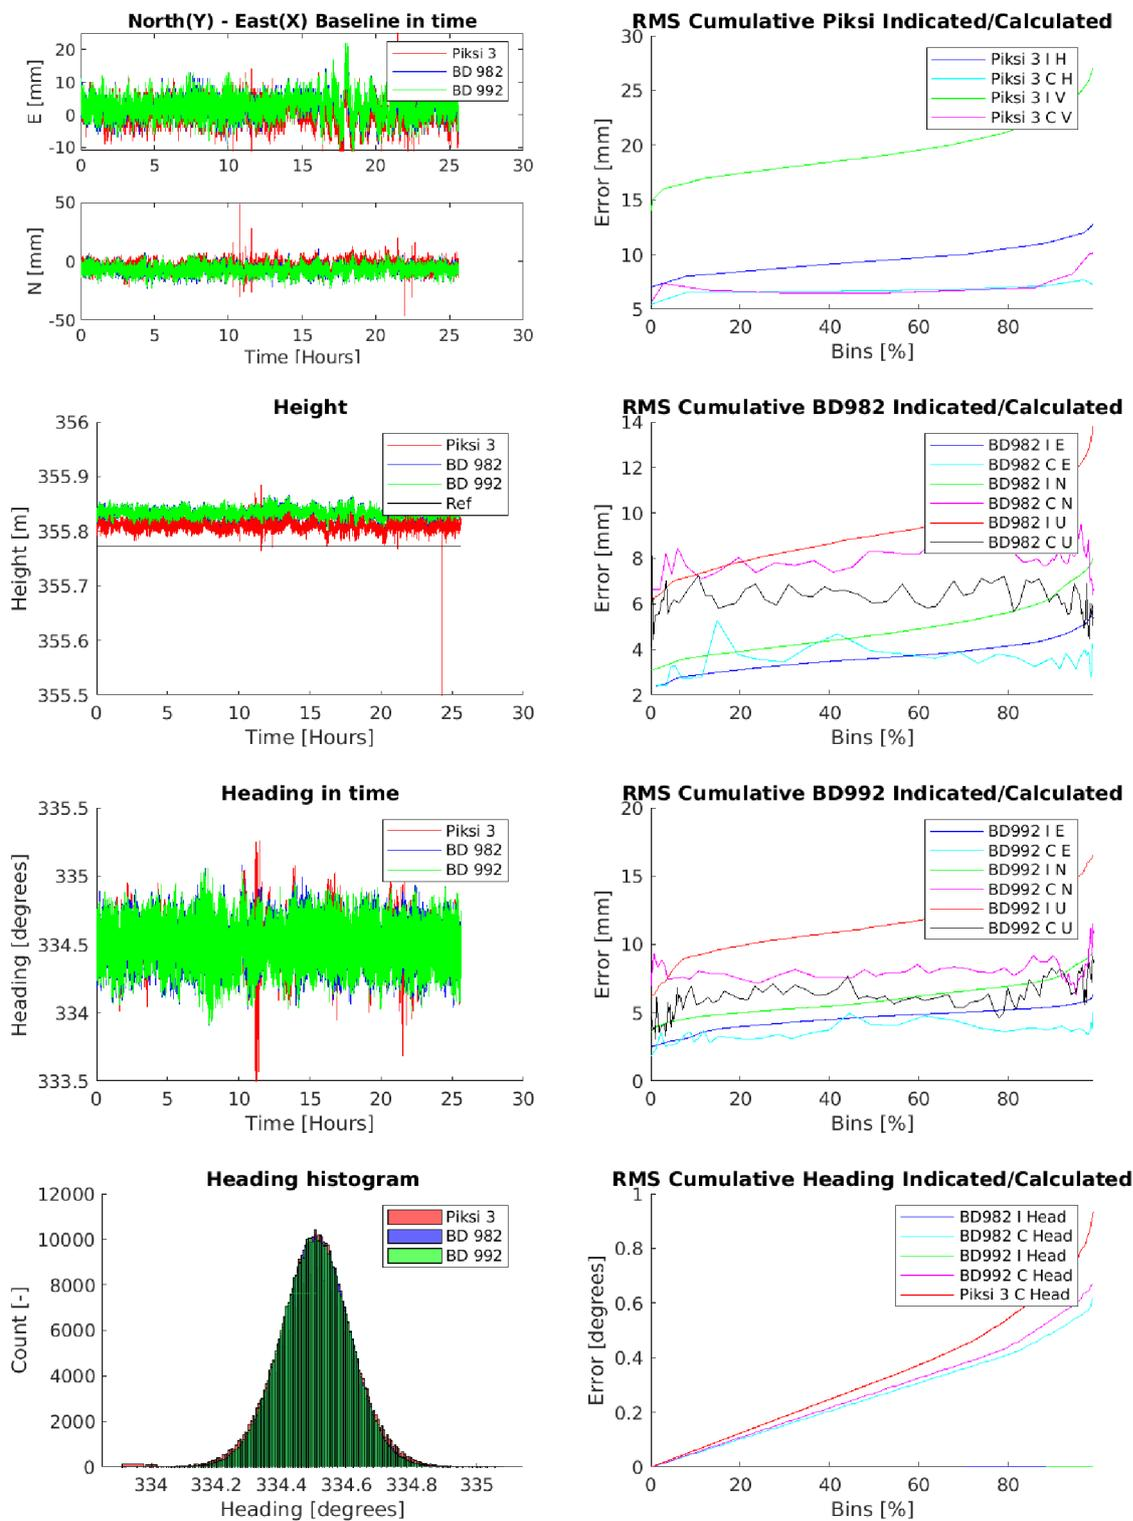 North(Y) - East(X) Baseline in time
E [mm]
20
10
0
-10
0 5 10 15 20 25 30
Piksi 3
BD 982
BD 992
N [mm]
50
0
-50
0 5 10 15 20 25 30
Time [Hours]
RMS Cumulative Piksi Indicated/Calculated
Error [mm]
30
25
20
15
10
5
0 20 40 60 80
Bins [%]
Piksi 3 I H
Piksi 3 C H
Piksi 3 I V
Piksi 3 C V
Height
Height [m]
356
355.9
355.8
355.7
355.6
355.5
0 5 10 15 20 25 30
Time [Hours]
Piksi 3
BD 982
BD 992
Ref
RMS Cumulative BD982 Indicated/Calculated
Error [mm]
14
12
10
8
6
4
2
0 20 40 60 80
Bins [%]
BD982 I E
BD982 C E
BD982 I N
BD982 C N
BD982 I U
BD982 C U
Heading in time
Heading [degrees]
335.5
335
334.5
334
333.5
0 5 10 15 20 25 30
Time [Hours]
Piksi 3
BD 982
BD 992
RMS Cumulative BD992 Indicated/Calculated
Error [mm]
20
15
10
5
0
0 20 40 60 80
Bins [%]
BD992 I E
BD992 C E
BD992 I N
BD992 C N
BD992 I U
BD992 C U
Heading histogram
Count [-]
12000
10000
8000
6000
4000
2000
0
334 334.2 334.4 334.6 334.8 335
Heading [degrees]
Piksi 3
BD 982
BD 992
RMS Cumulative Heading Indicated/Calculated
Error [degrees]
1
0.8
0.6
0.4
0.2
0
0 20 40 60 80
Bins [%]
BD982 I Head
BD982 C Head
BD992 I Head
BD992 C Head
Piksi 3 C Head